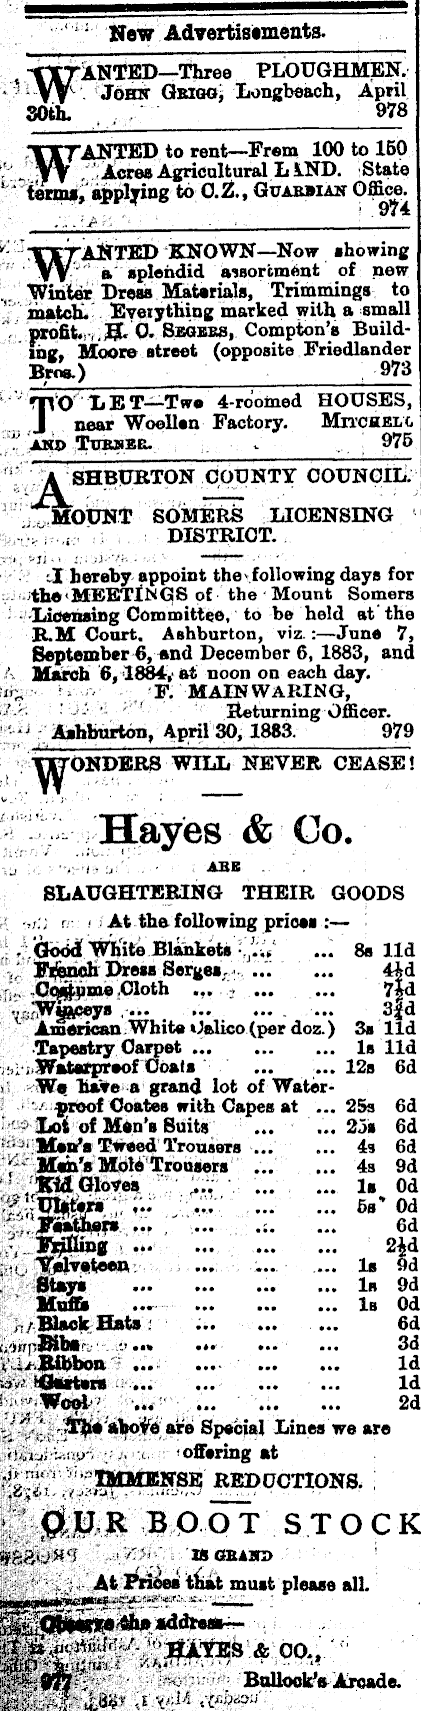 New Advertisements.
WANTED—Three PLOUGHMEN.
JOHN GRIGG, Longbeach, April
30th. 978
WANTED to rent—From 100 to 150
Acres Agricultural LAND. State
terms, applying to O.Z., GUARDIAN Office.
974
WANTED KNOWN—Now showing
a splendid assortment of new
Winter Dress Materials, Trimmings to
match. Everything marked with a small
profit. H. C. SEGERS, Compton's Build-
ing, Moore street (opposite Friedlander
Bros.) 973
TO LET—Two 4-roomed HOUSES,
near Woollen Factory. MITCHELL
AND TURNER. 975
ASHBURTON COUNTY COUNCIL.
MOUNT SOMERS LICENSING
DISTRICT.
I hereby appoint the following days for
the MEETINGS of the Mount Somers
Licensing Committee, to be held at the
R.M Court, Ashburton, viz.:—June 7,
September 6, and December 6, 1883, and
March 6, 1884, at noon on each day.
F. MAINWARING,
Returning Officer.
Ashburton, April 30, 1883. 979
WONDERS WILL NEVER CEASE!
Hayes & Co.
ARE
SLAUGHTERING THEIR GOODS
At the following prices :—
Good White Blankets ... ... 8s 11d
French Dress Serges ... ... 4½d
Costume Cloth ... ... ... 7½d
Winceys ... ... ... ... 3¾d
American White Calico (per doz.) 3s 11d
Tapestry Carpet ... ... ... 1s 11d
Waterproof Coats ... ... 12s 6d
We have a grand lot of Water-
proof Coates with Capes at ... 25s 6d
Lot of Men's Suits ... ... 25s 6d
Men's Tweed Trousers ... ... 4s 6d
Men's Mole Trousers ... ... 4s 9d
Kid Gloves ... ... ... 1s 0d
Ulsters ... ... ... ... 5s 0d
Feathers ... ... ... ... 6d
Frilling ... ... ... ... 2½d
Velveteen ... ... ... 1s 9d
Stays ... ... ... ... 1s 9d
Muffs ... ... ... ... 1s 0d
Black Hats ... ... ... 6d
Bibs ... ... ... ... 3d
Ribbon ... ... ... ... 1d
Garters ... ... ... ... 1d
Wool ... ... ... ... 2d
The above are Special Lines we are
offering at
IMMENSE REDUCTIONS.
OUR BOOT STOCK
IS GRAND
At Prices that must please all.
Observe the address—
HAYES & CO.,
977 Bullock's Arcade.